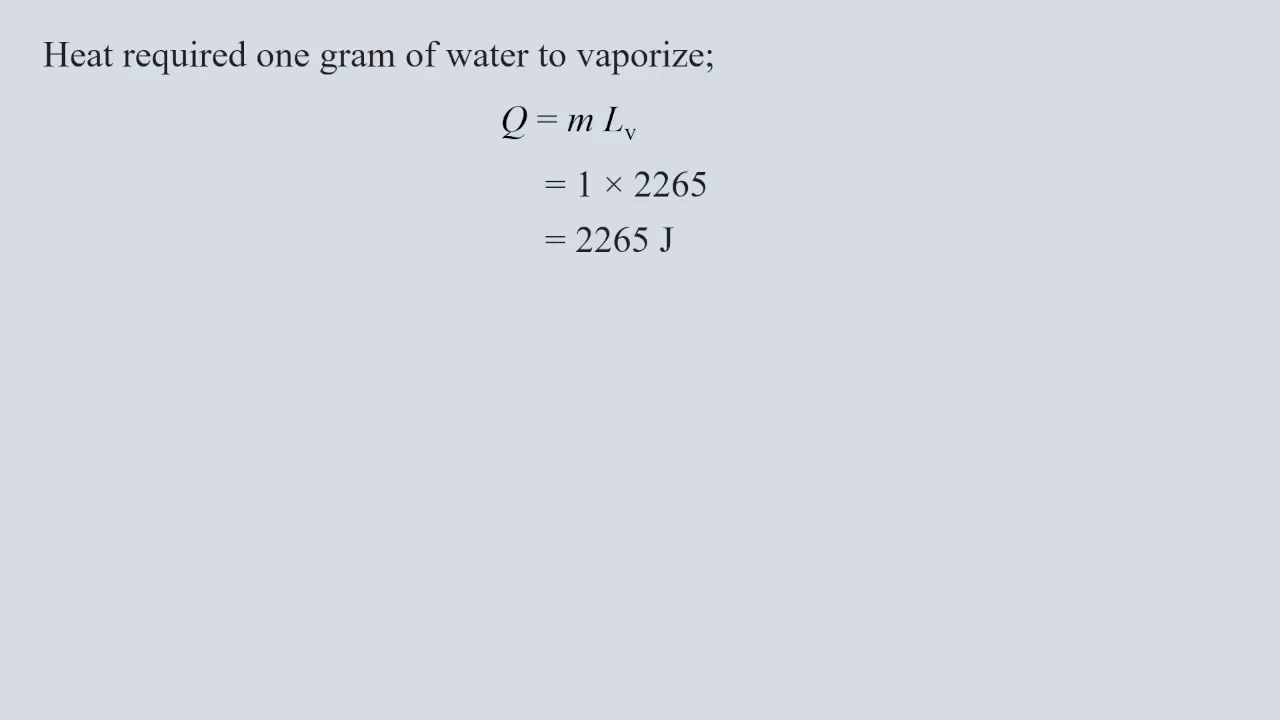 Heat required one gram of water to vaporize;
Q = m Lᵥ
= 1 × 2265
= 2265 J